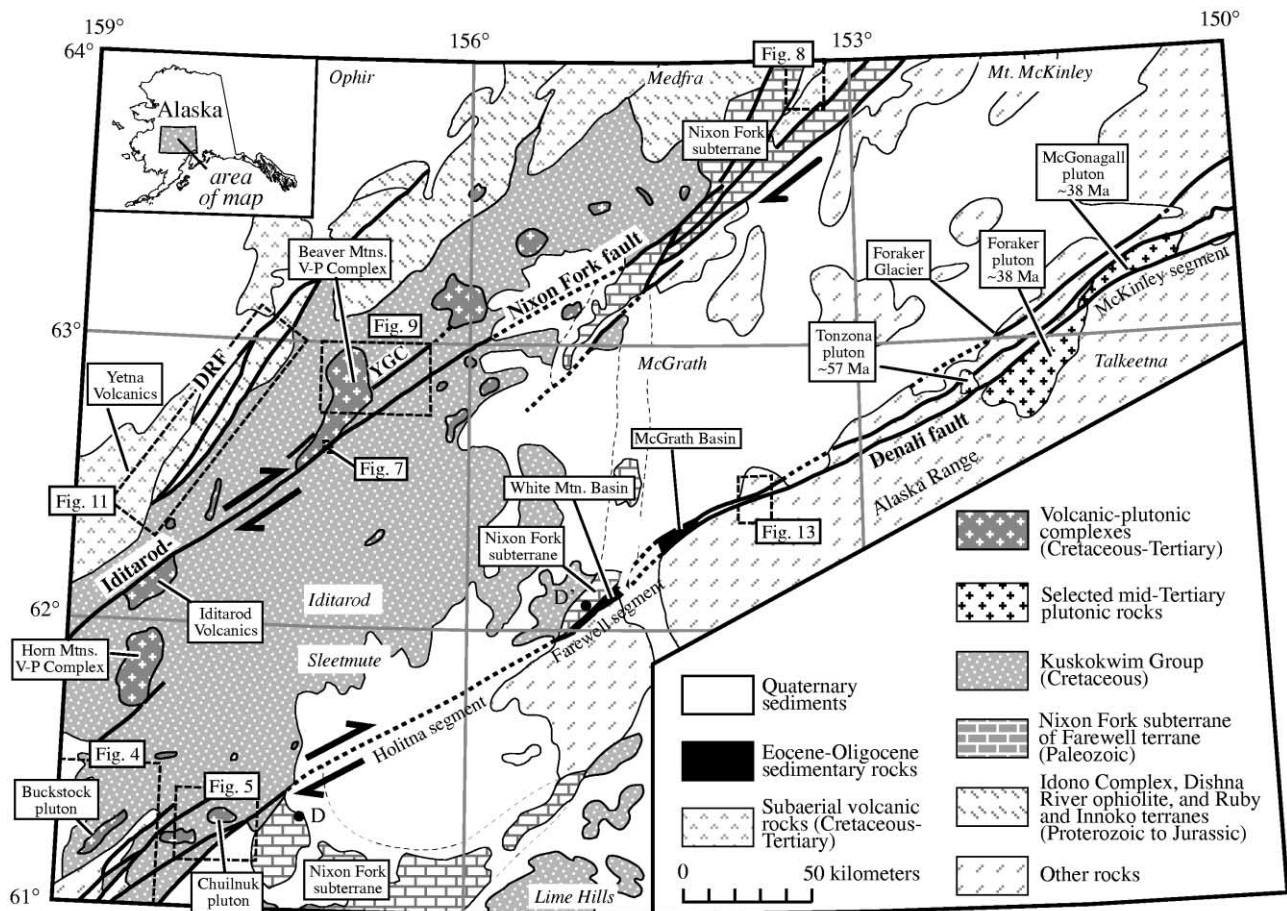 159°
156°
153°
150°
64°
63°
62°
61°
Alaska
area
of map
Ophir
Medfra
Fig. 8
Mt. McKinley
Nixon Fork
subterrane
McGonagall
pluton
~38 Ma
Beaver Mtns.
V-P Complex
Nixon Fork fault
Foraker
Glacier
Foraker
pluton
~38 Ma
McKinley segment
Fig. 9
YGC
DRF
McGrath
Tonzona
pluton
~57 Ma
Talkeetna
Yetna
Volcanics
McGrath Basin
Denali fault
Fig. 7
White Mtn. Basin
Alaska Range
Fig. 11
Nixon Fork
subterrane
Fig. 13
Iditarod-
D'
Iditarod
Volcanics
Iditarod
Farewell segment
Horn Mtns.
V-P Complex
Sleetmute
Holitna segment
Fig. 4
Fig. 5
Buckstock
pluton
D
Chuilnuk
pluton
Nixon Fork
subterrane
Lime Hills
Quaternary
sediments
Eocene-Oligocene
sedimentary rocks
Subaerial volcanic
rocks (Cretaceous-
Tertiary)
0 50 kilometers
Volcanic-plutonic
complexes
(Cretaceous-Tertiary)
Selected mid-Tertiary
plutonic rocks
Kuskokwim Group
(Cretaceous)
Nixon Fork subterrane
of Farewell terrane
(Paleozoic)
Idono Complex, Dishna
River ophiolite, and Ruby
and Innoko terranes
(Proterozoic to Jurassic)
Other rocks